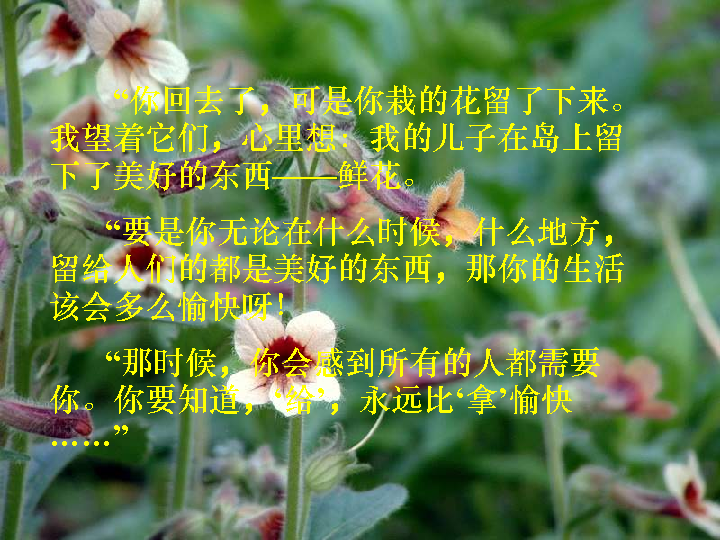 “你回去了，可是你栽的花留了下来。
我望着它们，心里想：我的儿子在岛上留
下了美好的东西——鲜花。
“要是你无论在什么时候，什么地方，
留给人们的都是美好的东西，那你的生活
该会多么愉快呀！
“那时候，你会感到所有的人都需要
你。你要知道，‘给’，永远比‘拿’愉快
……”